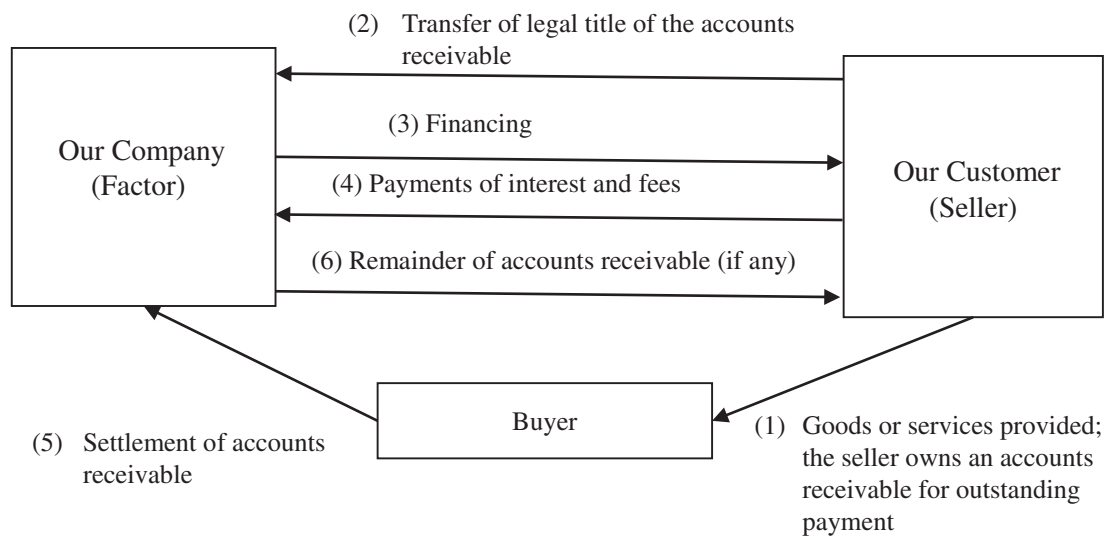 (2) Transfer of legal title of the accounts
receivable
Our Company
(Factor)
(3) Financing
Our Customer
(Seller)
(4) Payments of interest and fees
(6) Remainder of accounts receivable (if any)
Buyer
(5) Settlement of accounts
receivable
(1) Goods or services provided;
the seller owns an accounts
receivable for outstanding
payment